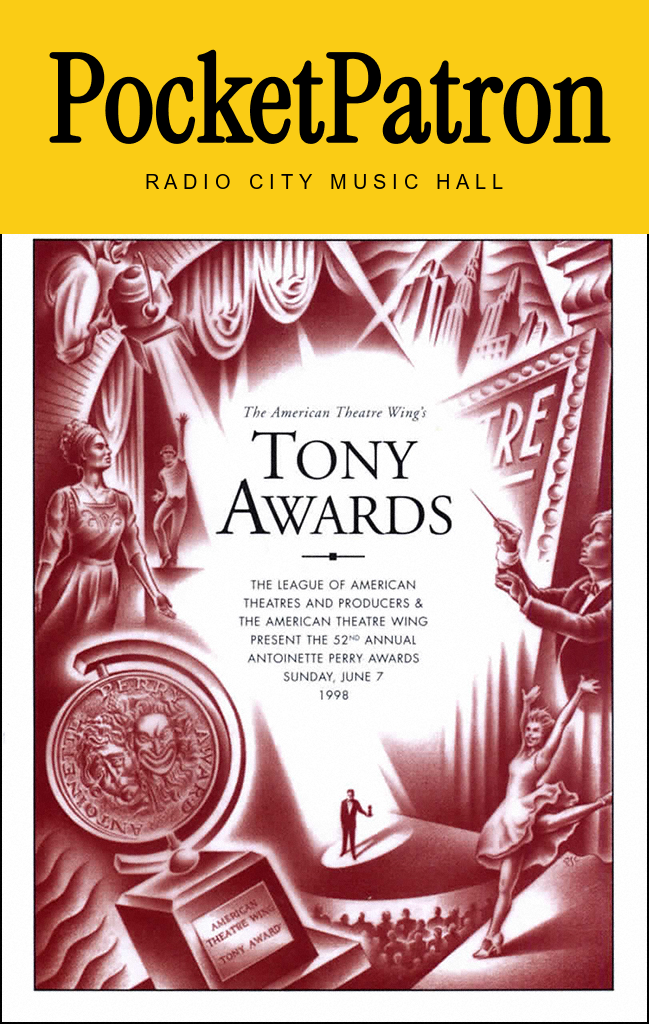 PocketPatron
RADIO CITY MUSIC HALL
The American Theatre Wing's
TONY
AWARDS
THE LEAGUE OF AMERICAN
THEATRES AND PRODUCERS &
THE AMERICAN THEATRE WING
PRESENT THE 52ND ANNUAL
ANTOINETTE PERRY AWARDS
SUNDAY, JUNE 7
1998
TRE
ANTOINETTE PERRY AWARD
AMERICAN
THEATRE WING
TONY AWARD